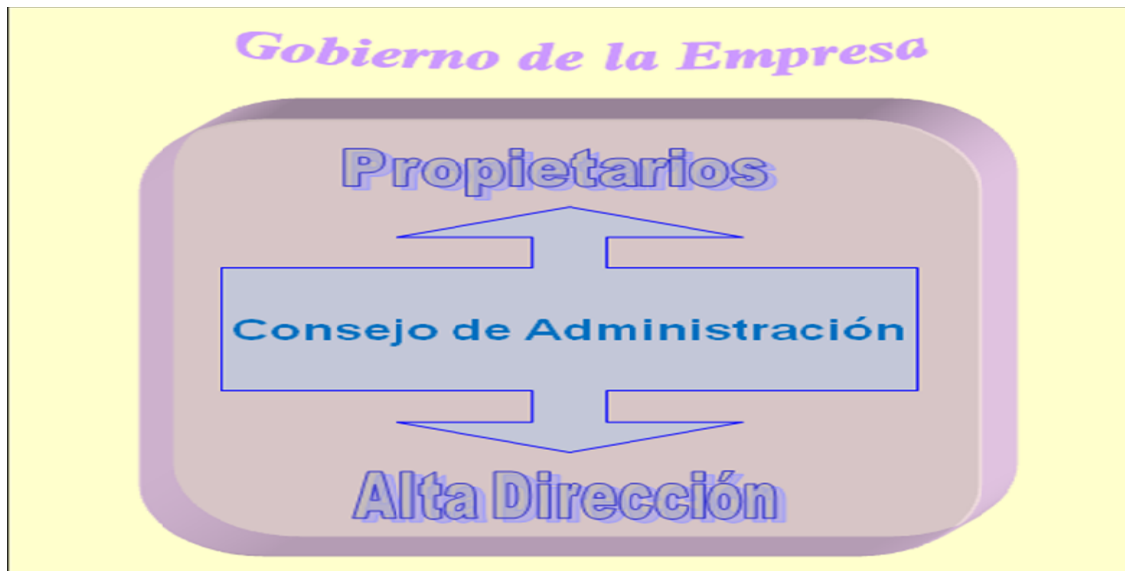 Gobierno de la Empresa
Propietarios
Consejo de Administración
Alta Dirección